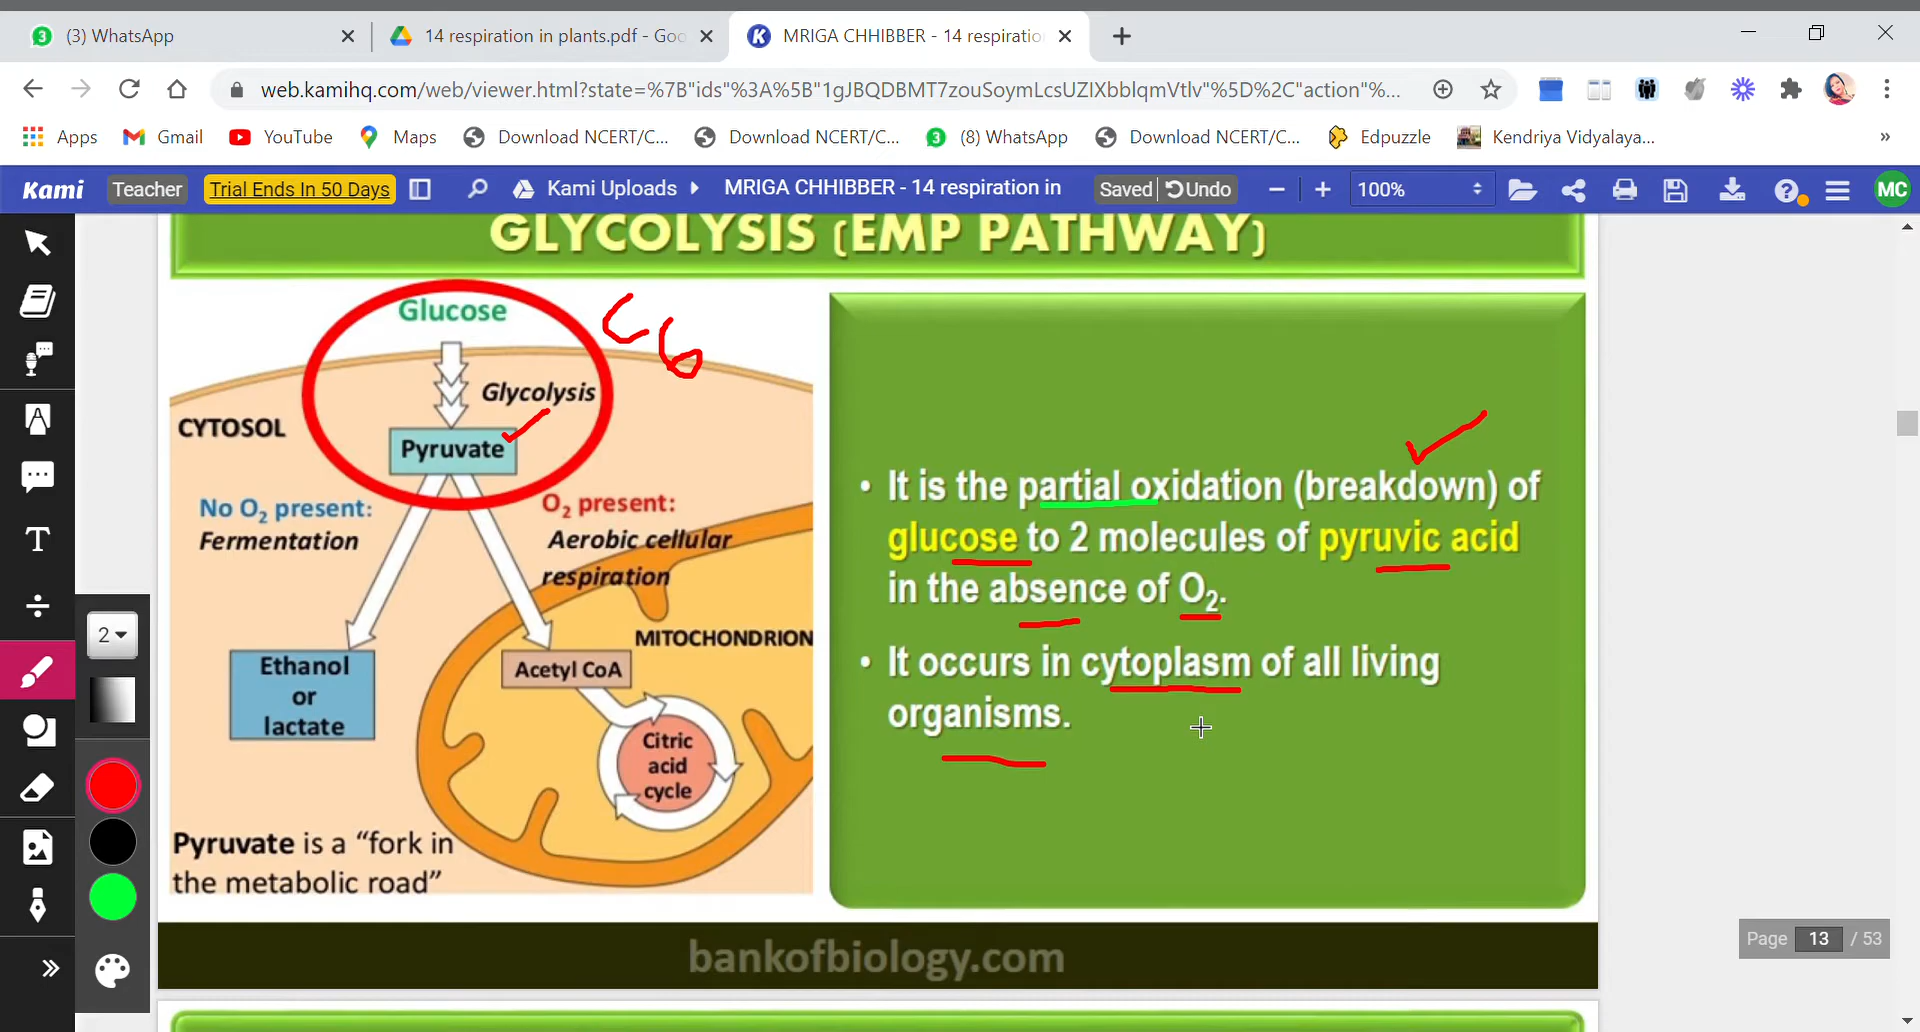 (3) WhatsApp
14 respiration in plants.pdf - Goo
MRIGA CHHIBBER - 14 respiratio
web.kamihq.com/web/viewer.html?state=%7B"ids"%3A%5B"1gJBQDBMT7zouSoymLcsUZIXbblqmVtlv"%5D%2C"action"%...
Apps
Gmail
YouTube
Maps
Download NCERT/C...
Download NCERT/C...
(8) WhatsApp
Download NCERT/C...
Edpuzzle
Kendriya Vidyalaya...
»
Kami
Teacher
Trial Ends In 50 Days
Kami Uploads
MRIGA CHHIBBER - 14 respiration in
Saved
Undo
100%
MC
GLYCOLYSIS (EMP PATHWAY)
Glucose
C6
Glycolysis
CYTOSOL
Pyruvate
No O₂ present:
Fermentation
O₂ present:
Aerobic cellular
respiration
MITOCHONDRION
Ethanol
or
lactate
Acetyl CoA
Citric
acid
cycle
Pyruvate is a “fork in
the metabolic road”
• It is the partial oxidation (breakdown) of
glucose to 2 molecules of pyruvic acid
in the absence of O₂.
• It occurs in cytoplasm of all living
organisms.
bankofbiology.com
2
Page 13 / 53